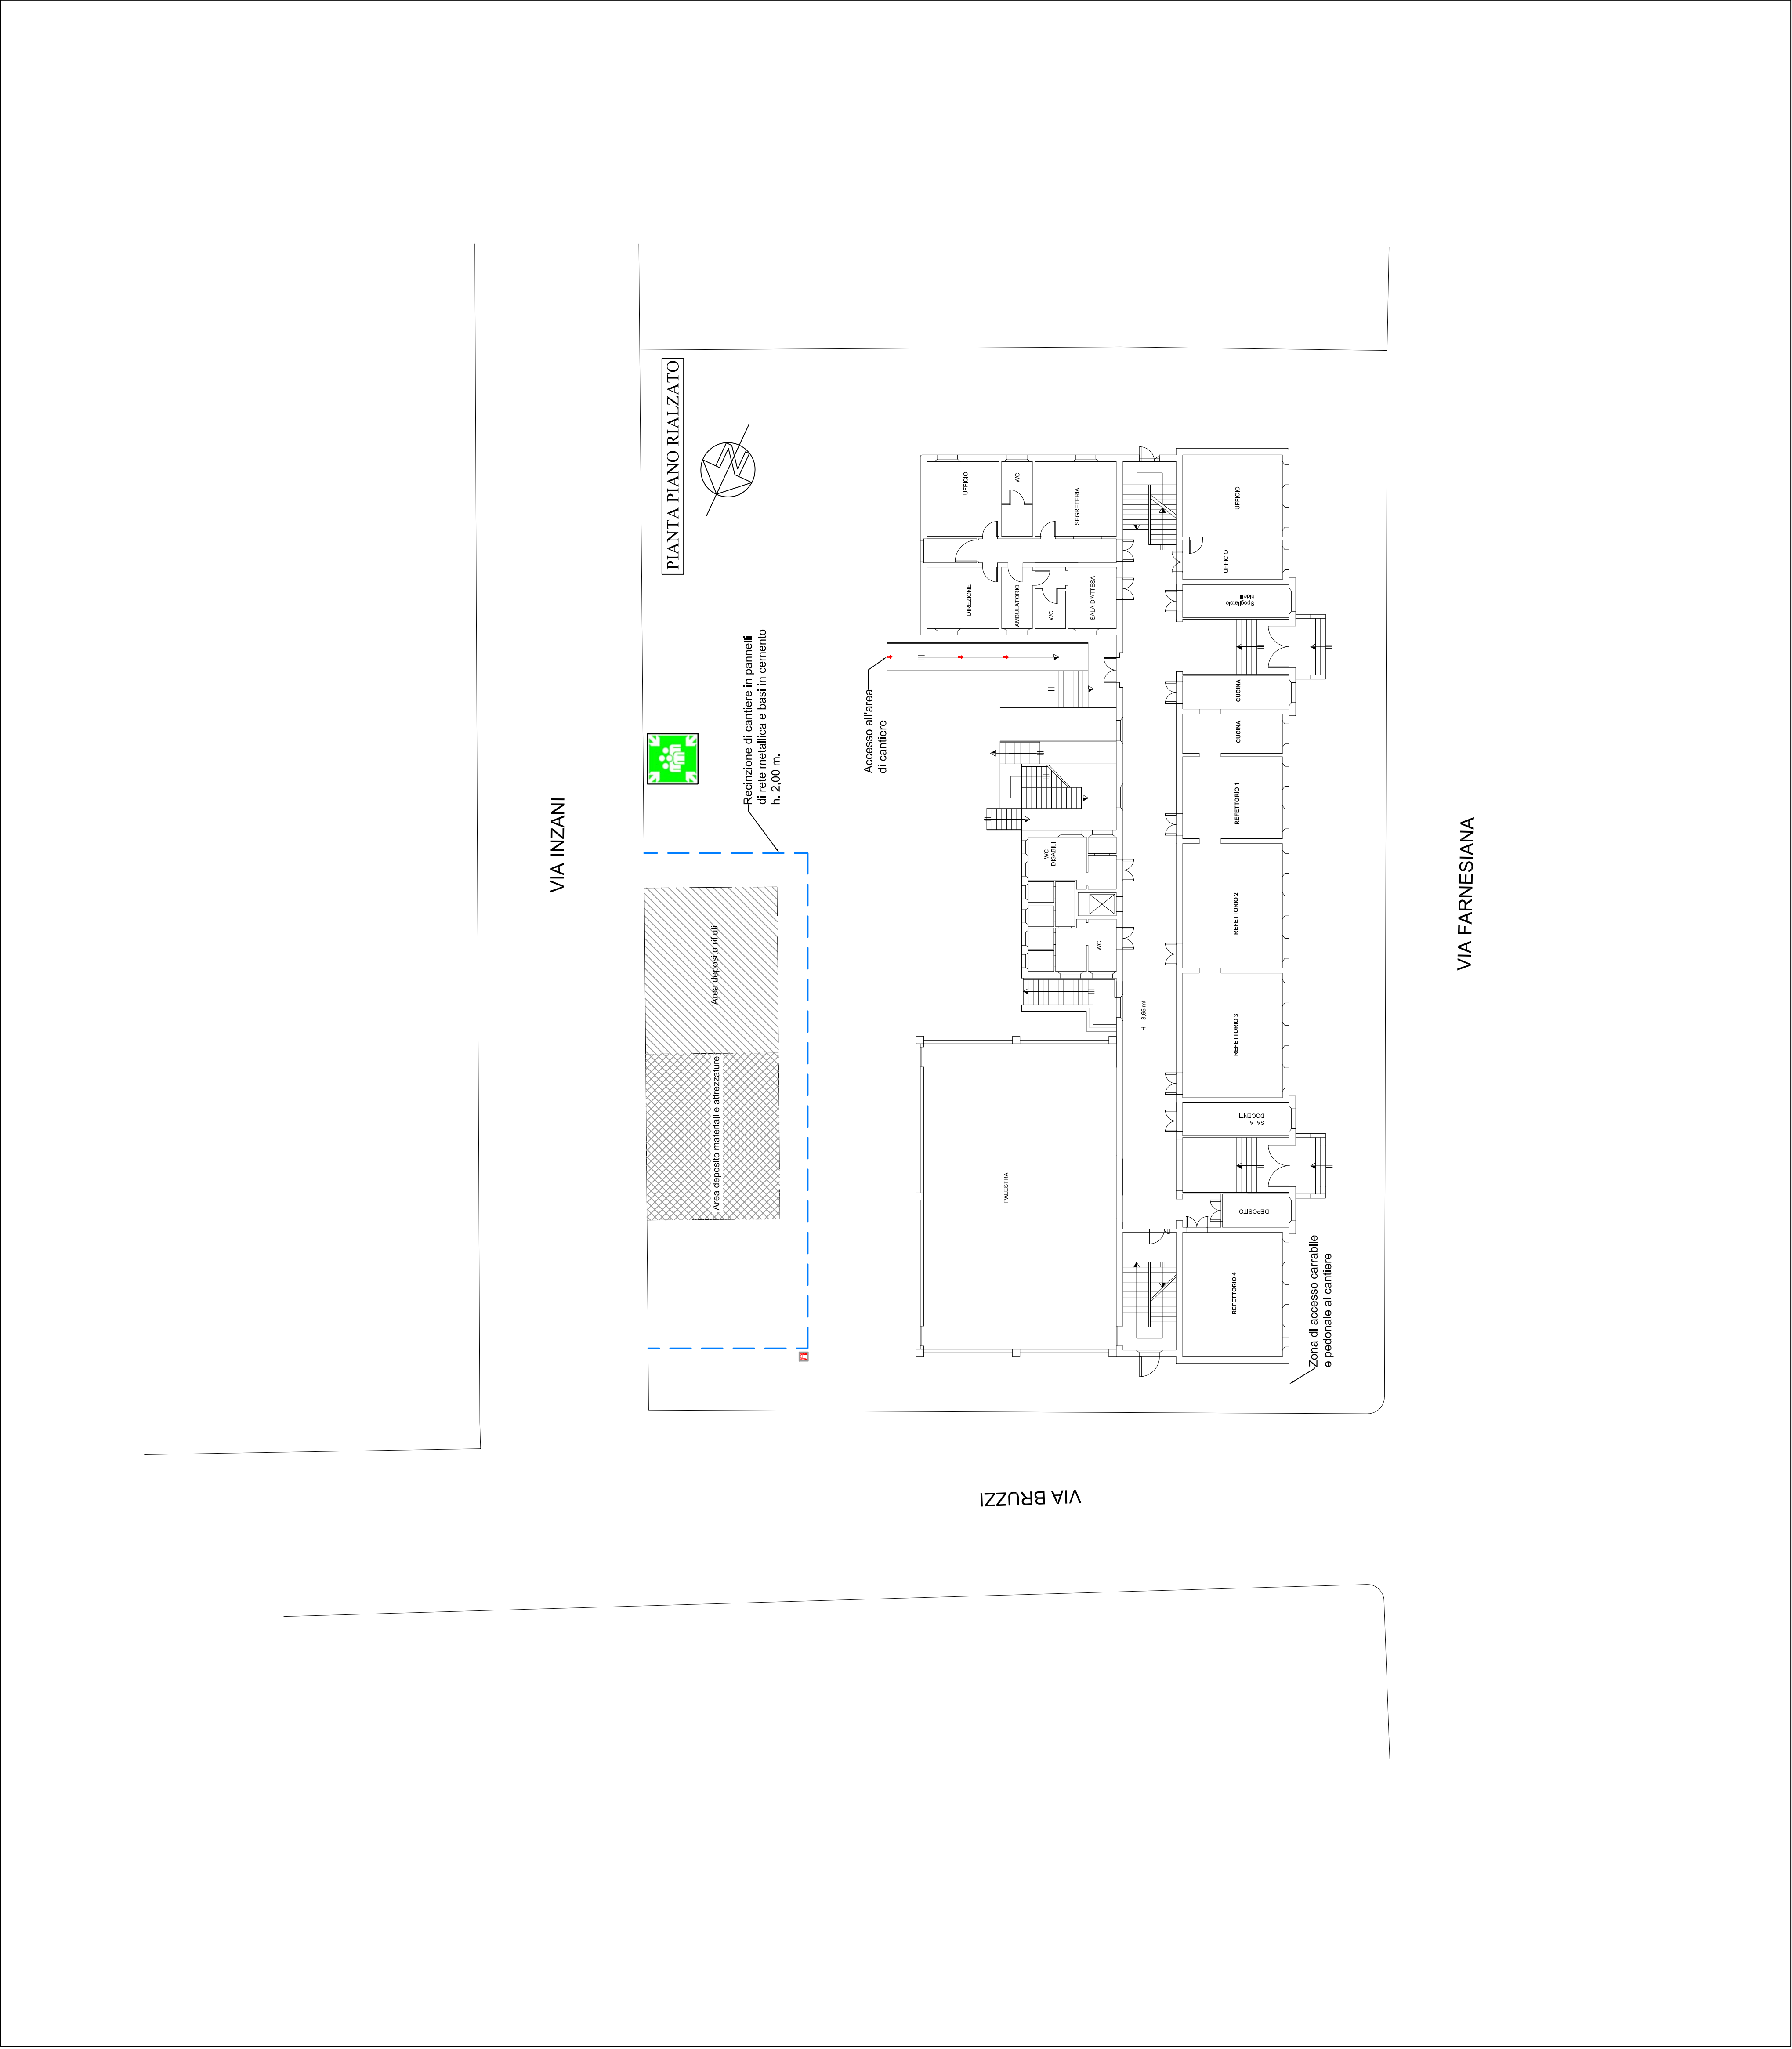 PIANTA PIANO RIALZATO
VIA INZANI
Recinzione di cantiere in pannelli
di rete metallica e basi in cemento
h. 2,00 m.
Area deposito rifiuti
Area deposito materiali e attrezzature
Accesso all'area
di cantiere
UFFICIO
WC
SEGRETERIA
DIREZIONE
AMBULATORIO
WC
SALA D'ATTESA
WC
DISABILI
WC
PALESTRA
H = 3,65 mt
UFFICIO
UFFICIO
Spogliatoio
bidelli
CUCINA
CUCINA
REFETTORIO 1
REFETTORIO 2
REFETTORIO 3
SALA
DOCENTI
DEPOSITO
REFETTORIO 4
Zona di accesso carrabile
e pedonale al cantiere
VIA FARNESIANA
VIA BRUZZI